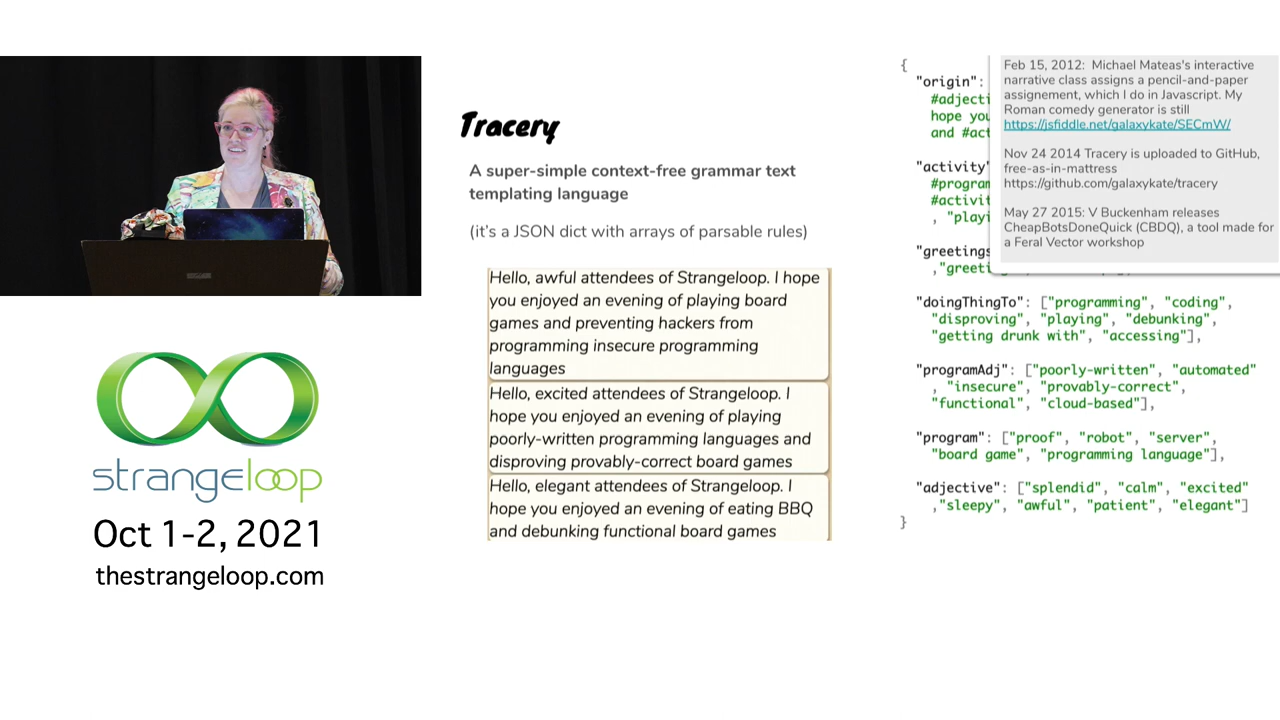 strangeloop
Oct 1-2, 2021
thestrangeloop.com
Tracery
A super-simple context-free grammar text
templating language
(it's a JSON dict with arrays of parsable rules)
Hello, awful attendees of Strangeloop. I hope
you enjoyed an evening of playing board
games and preventing hackers from
programming insecure programming
languages
Hello, excited attendees of Strangeloop. I
hope you enjoyed an evening of playing
poorly-written programming languages and
disproving provably-correct board games
Hello, elegant attendees of Strangeloop. I
hope you enjoyed an evening of eating BBQ
and debunking functional board games
{
"origin":
hope you
and
"activity"
, "playi
"greetings
,"greeti
"doingThingTo": ["programming", "coding",
"disproving", "playing", "debunking",
"getting drunk with", "accessing"],
"programAdj": ["poorly-written", "automated"
, "insecure", "provably-correct",
"functional", "cloud-based"],
"program": ["proof", "robot", "server",
"board game", "programming language"],
"adjective": ["splendid", "calm", "excited"
,"sleepy", "awful", "patient", "elegant"]
}
Feb 15, 2012: Michael Mateas's interactive
narrative class assigns a pencil-and-paper
assignement, which I do in Javascript. My
Roman comedy generator is still
https://jsfiddle.net/galaxykate/SECmW/
Nov 24 2014 Tracery is uploaded to GitHub,
free-as-in-mattress
https://github.com/galaxykate/tracery
May 27 2015: V Buckenham releases
CheapBotsDoneQuick (CBDQ), a tool made for
a Feral Vector workshop